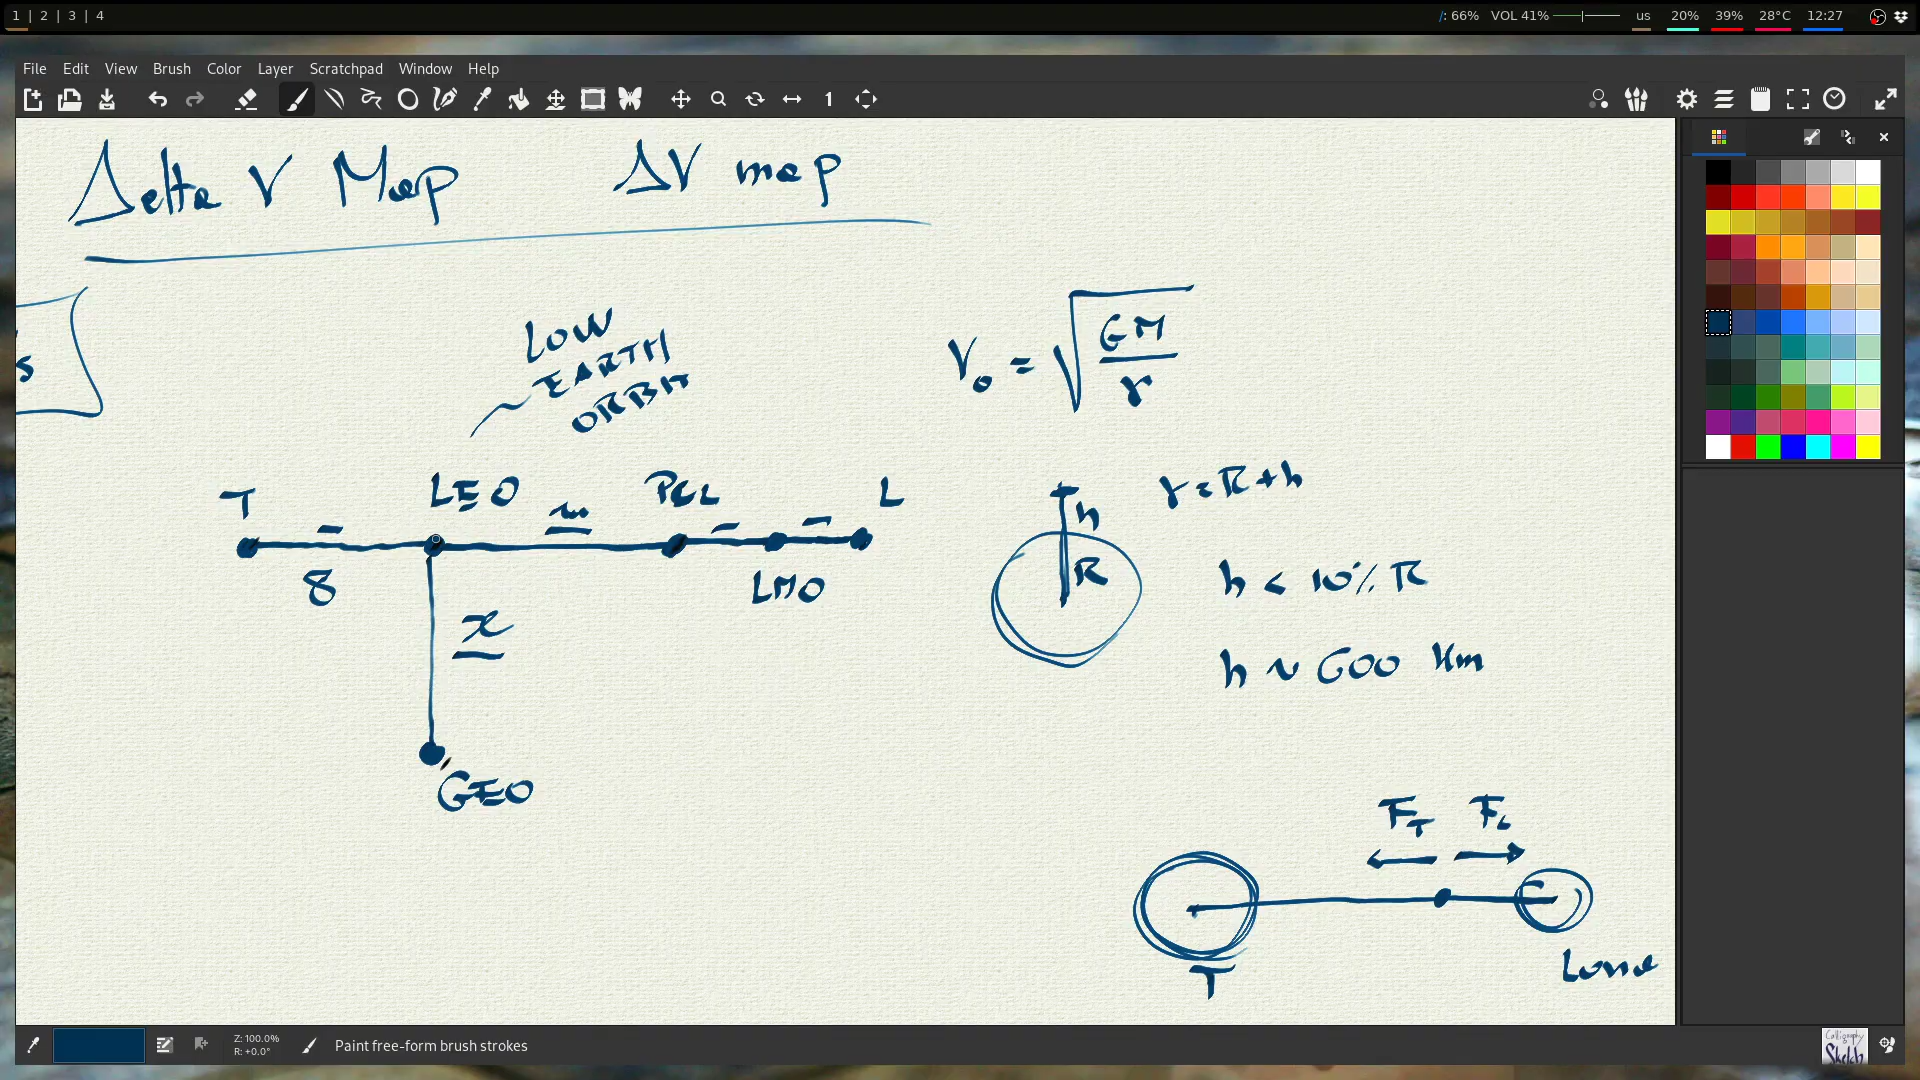 1 | 2 | 3 | 4
/: 66% VOL 41% us 20% 39% 28°C 12:27
File Edit View Brush Color Layer Scratchpad Window Help
1
Delta V Map ΔV map
s
LOW
EARTH
ORBIT
V₀ = √(GM/r)
T LEO m PCL L
8
LMO
x
GEO
h
R
r = R + h
h < 10% R
h ~ 600 Km
F_T F_L
T
Luna
Z: 100.0%
R: +0.0°
Paint free-form brush strokes
Calligraphy
Sketch